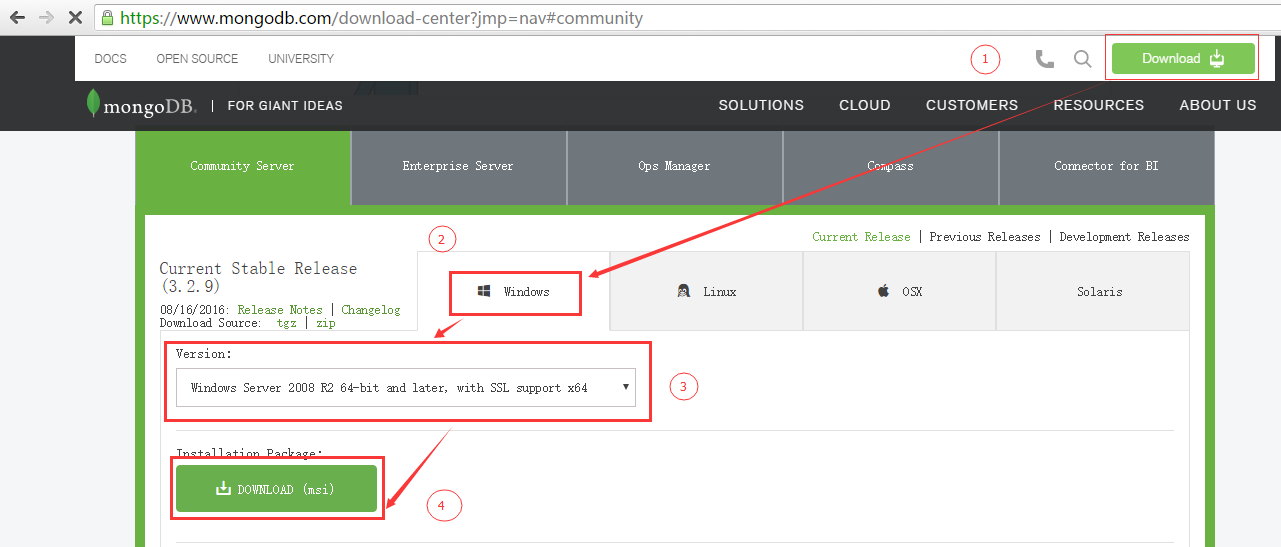 https://www.mongodb.com/download-center?jmp=nav#community
DOCS OPEN SOURCE UNIVERSITY 1 Download
mongoDB. FOR GIANT IDEAS SOLUTIONS CLOUD CUSTOMERS RESOURCES ABOUT US
Community Server Enterprise Server Ops Manager Compass Connector for BI
Current Release | Previous Releases | Development Releases
2
Current Stable Release
(3.2.9)
08/16/2016: Release Notes | Changelog
Download Source: tgz | zip
Windows Linux OSX Solaris
Version:
Windows Server 2008 R2 64-bit and later, with SSL support x64
3
Installation Package:
DOWNLOAD (msi)
4